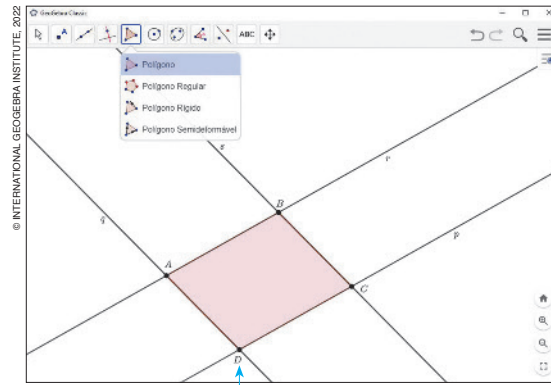 © INTERNATIONAL GEOGEBRA INSTITUTE, 2022
GeoGebra Classic
A
ABC
Polígono
Polígono Regular
Polígono Rígido
Polígono Semideformável
s
r
q
B
p
A
C
D